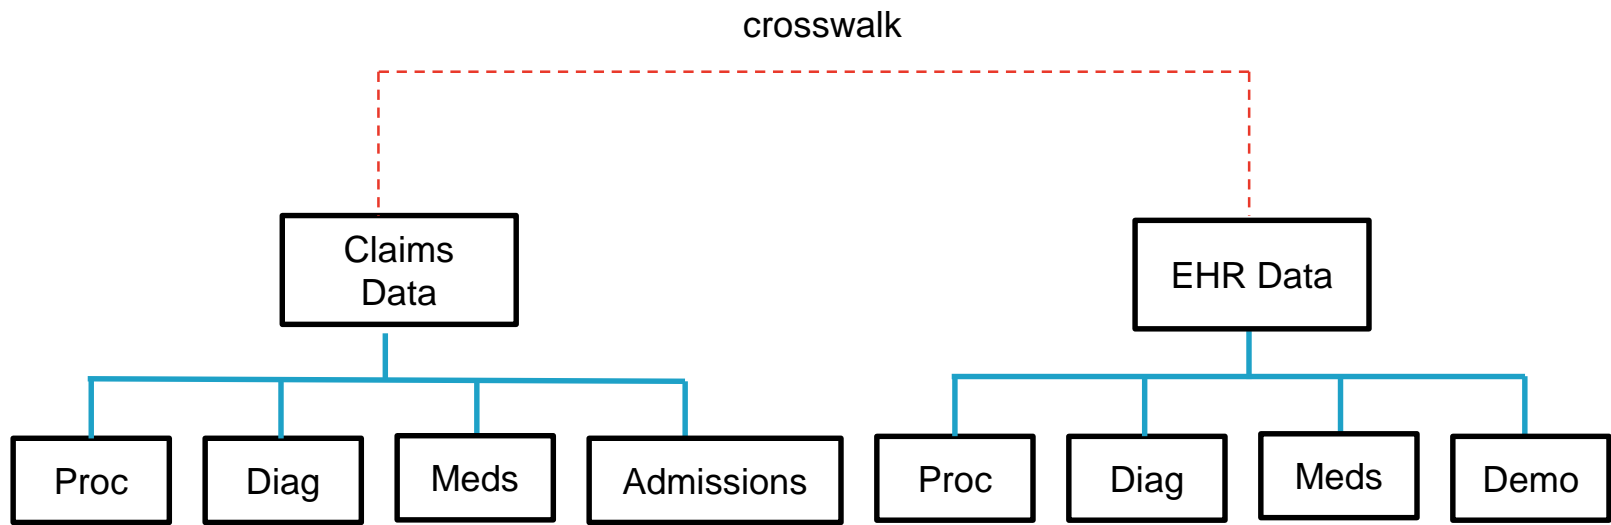 crosswalk
Claims
Data
EHR Data
Proc
Diag
Meds
Admissions
Proc
Diag
Meds
Demo